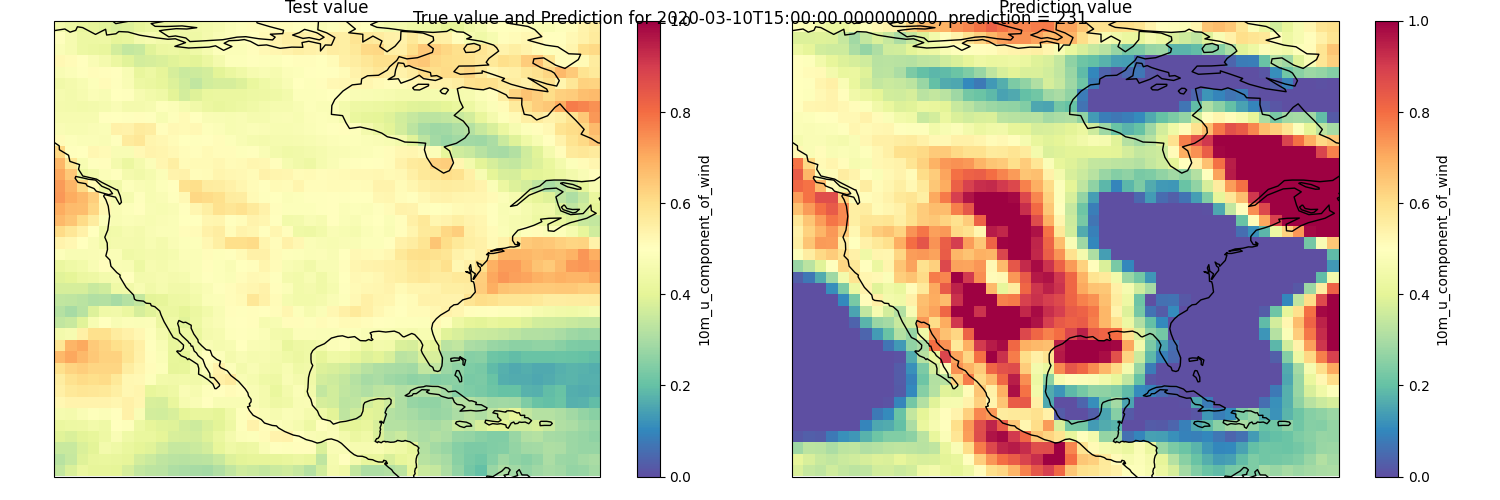 True value and Prediction for 2020-03-10T15:00:00.000000000, prediction = 231
Test value
1.0
0.8
0.6
0.4
0.2
0.0
10m_u_component_of_wind
Prediction value
1.0
0.8
0.6
0.4
0.2
0.0
10m_u_component_of_wind